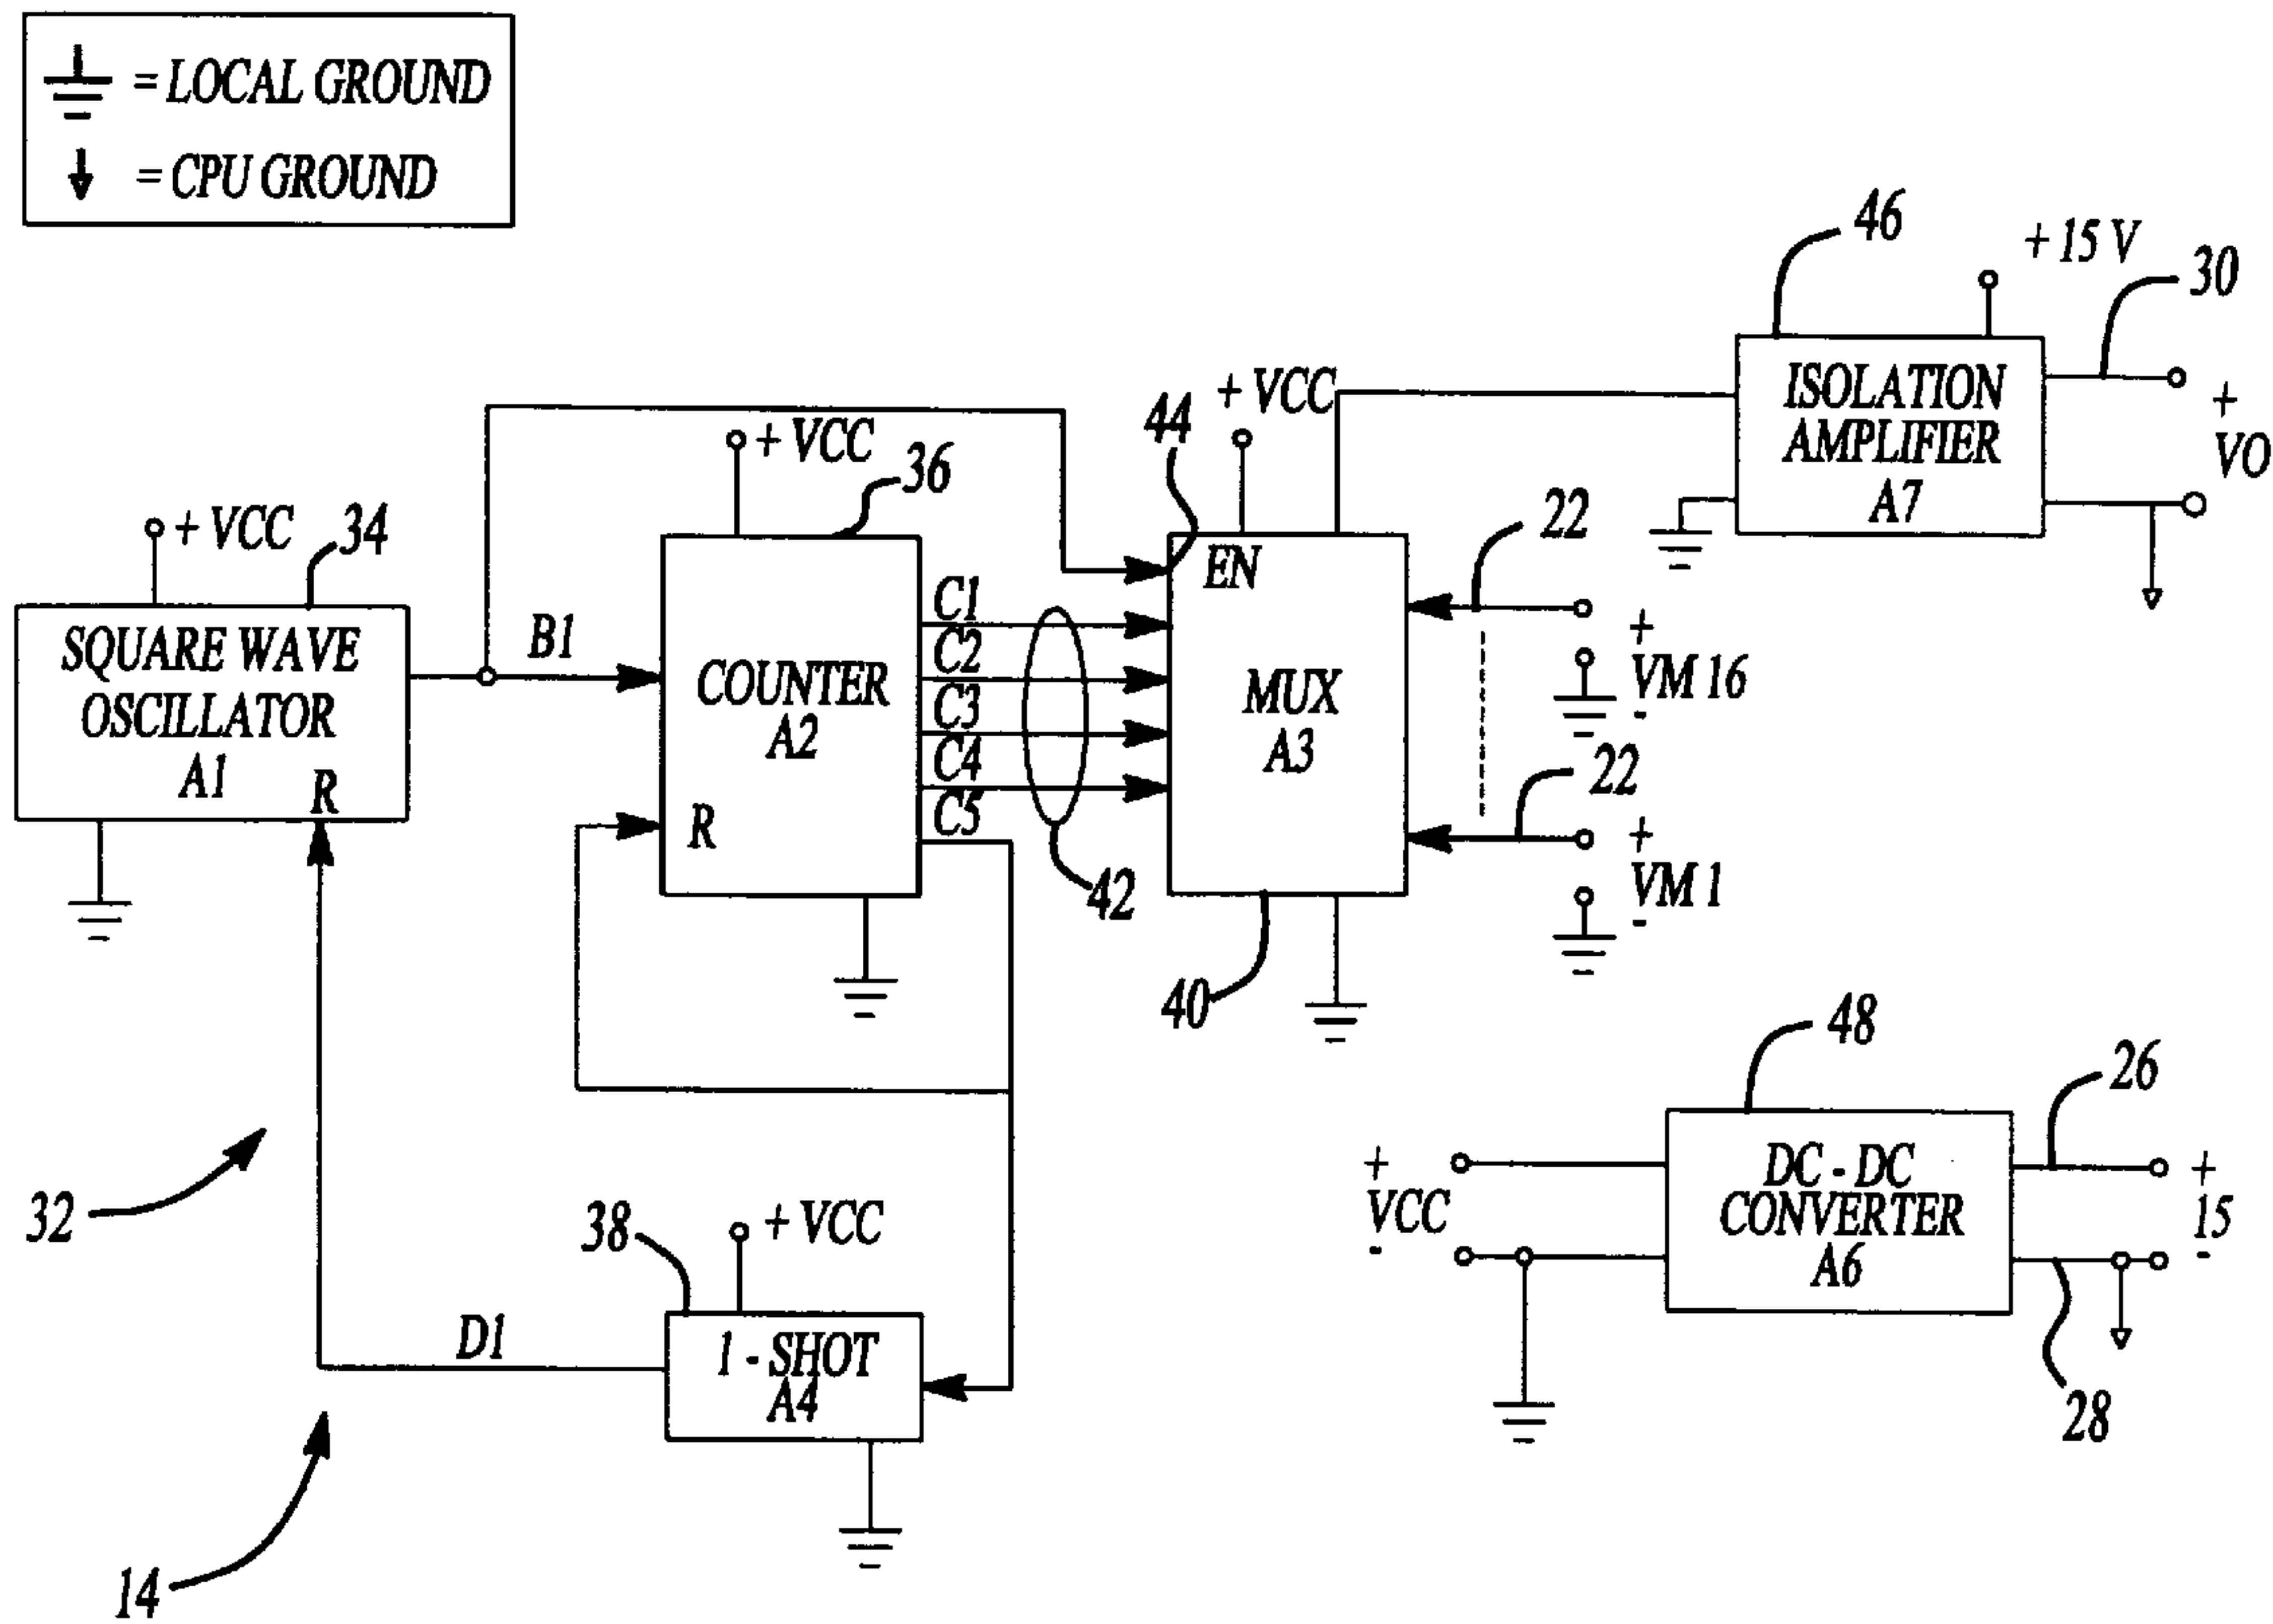 = LOCAL GROUND
= CPU GROUND
46
+ 15 V
30
ISOLATION
AMPLIFIER
A7
+
VO
44
+ VCC
+ VCC
36
+ VCC
34
22
EN
SQUARE WAVE
OSCILLATOR
A1
R
B1
COUNTER
A2
R
C1
C2
C3
C4
C5
42
MUX
A3
40
+
VM 16
-
22
+
VM 1
-
48
26
+
VCC
-
DC - DC
CONVERTER
A6
+
15
-
28
32
38
+ VCC
D1
1 - SHOT
A4
14